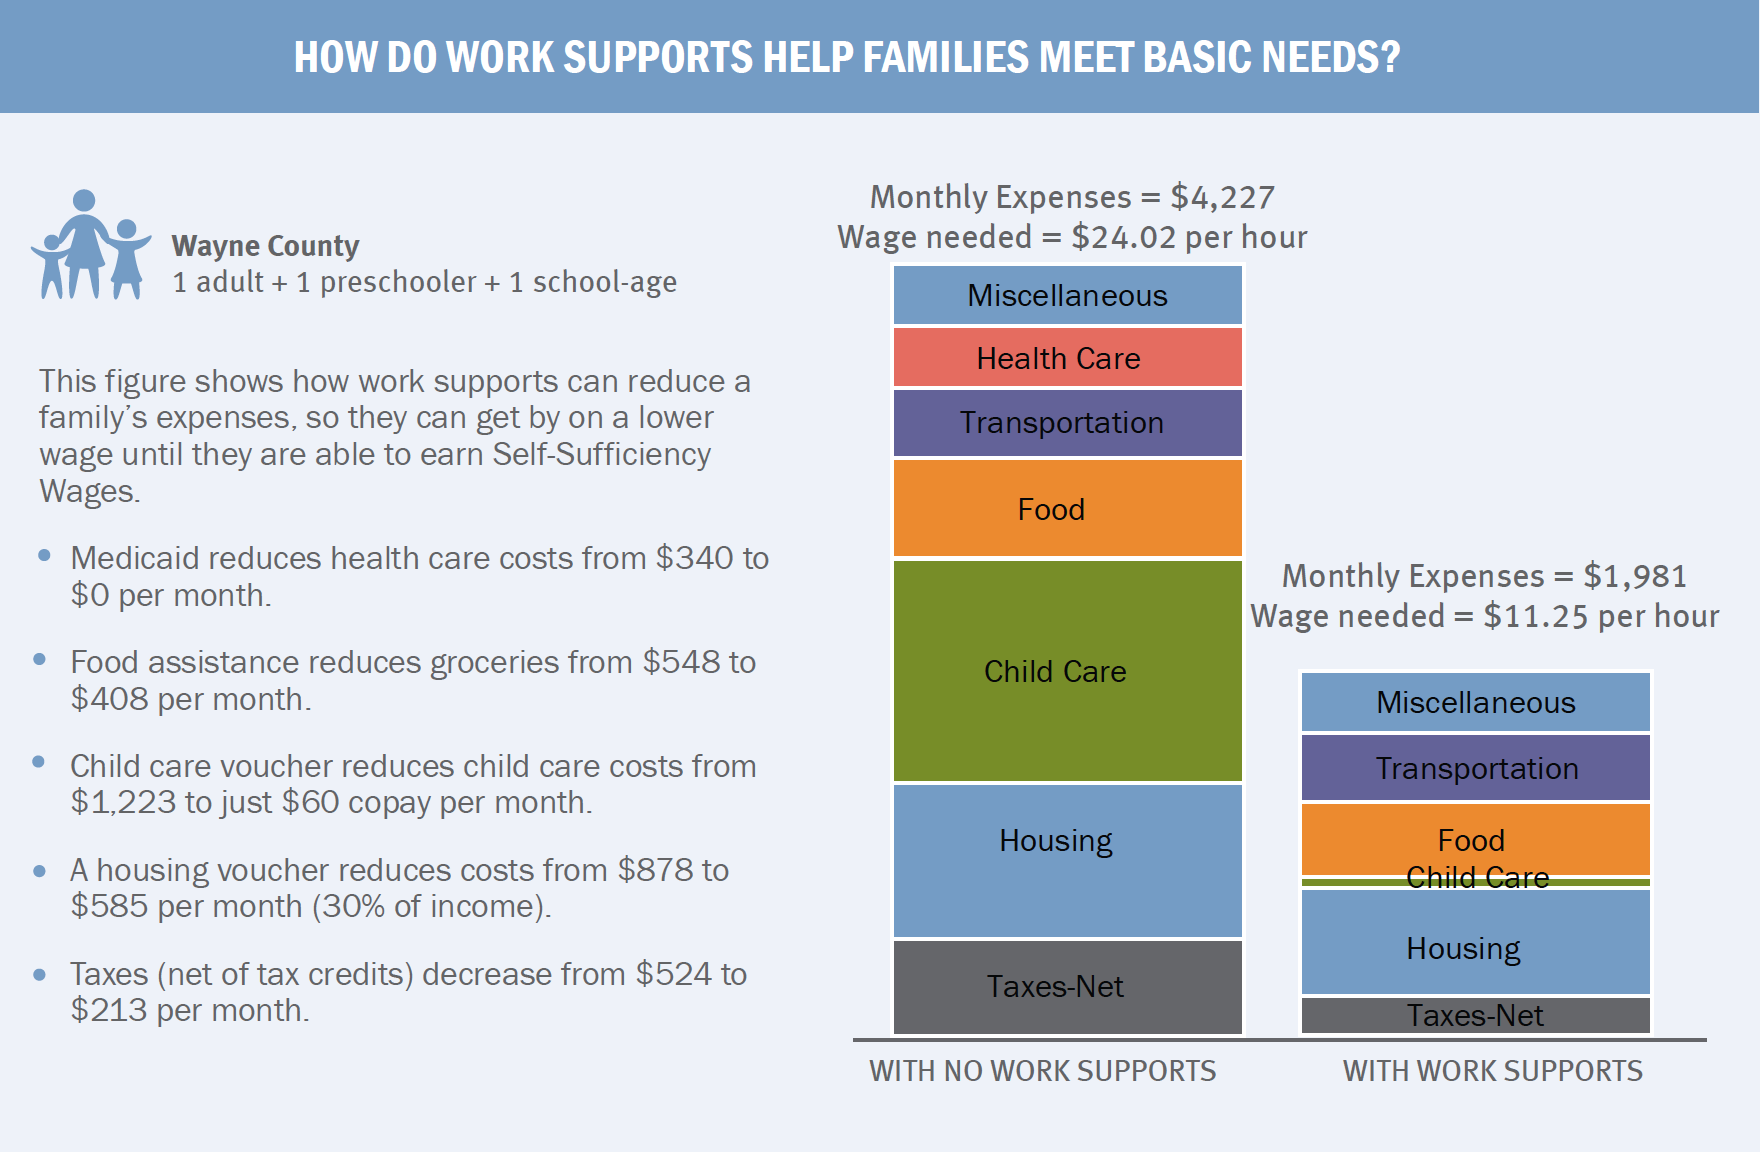 HOW DO WORK SUPPORTS HELP FAMILIES MEET BASIC NEEDS?
Wayne County
1 adult + 1 preschooler + 1 school-age
This figure shows how work supports can reduce a
family’s expenses, so they can get by on a lower
wage until they are able to earn Self-Sufficiency
Wages.
• Medicaid reduces health care costs from $340 to
$0 per month.
• Food assistance reduces groceries from $548 to
$408 per month.
• Child care voucher reduces child care costs from
$1,223 to just $60 copay per month.
• A housing voucher reduces costs from $878 to
$585 per month (30% of income).
• Taxes (net of tax credits) decrease from $524 to
$213 per month.
Monthly Expenses = $4,227
Wage needed = $24.02 per hour
Miscellaneous
Health Care
Transportation
Food
Child Care
Housing
Taxes-Net
WITH NO WORK SUPPORTS
Monthly Expenses = $1,981
Wage needed = $11.25 per hour
Miscellaneous
Transportation
Food
Child Care
Housing
Taxes-Net
WITH WORK SUPPORTS